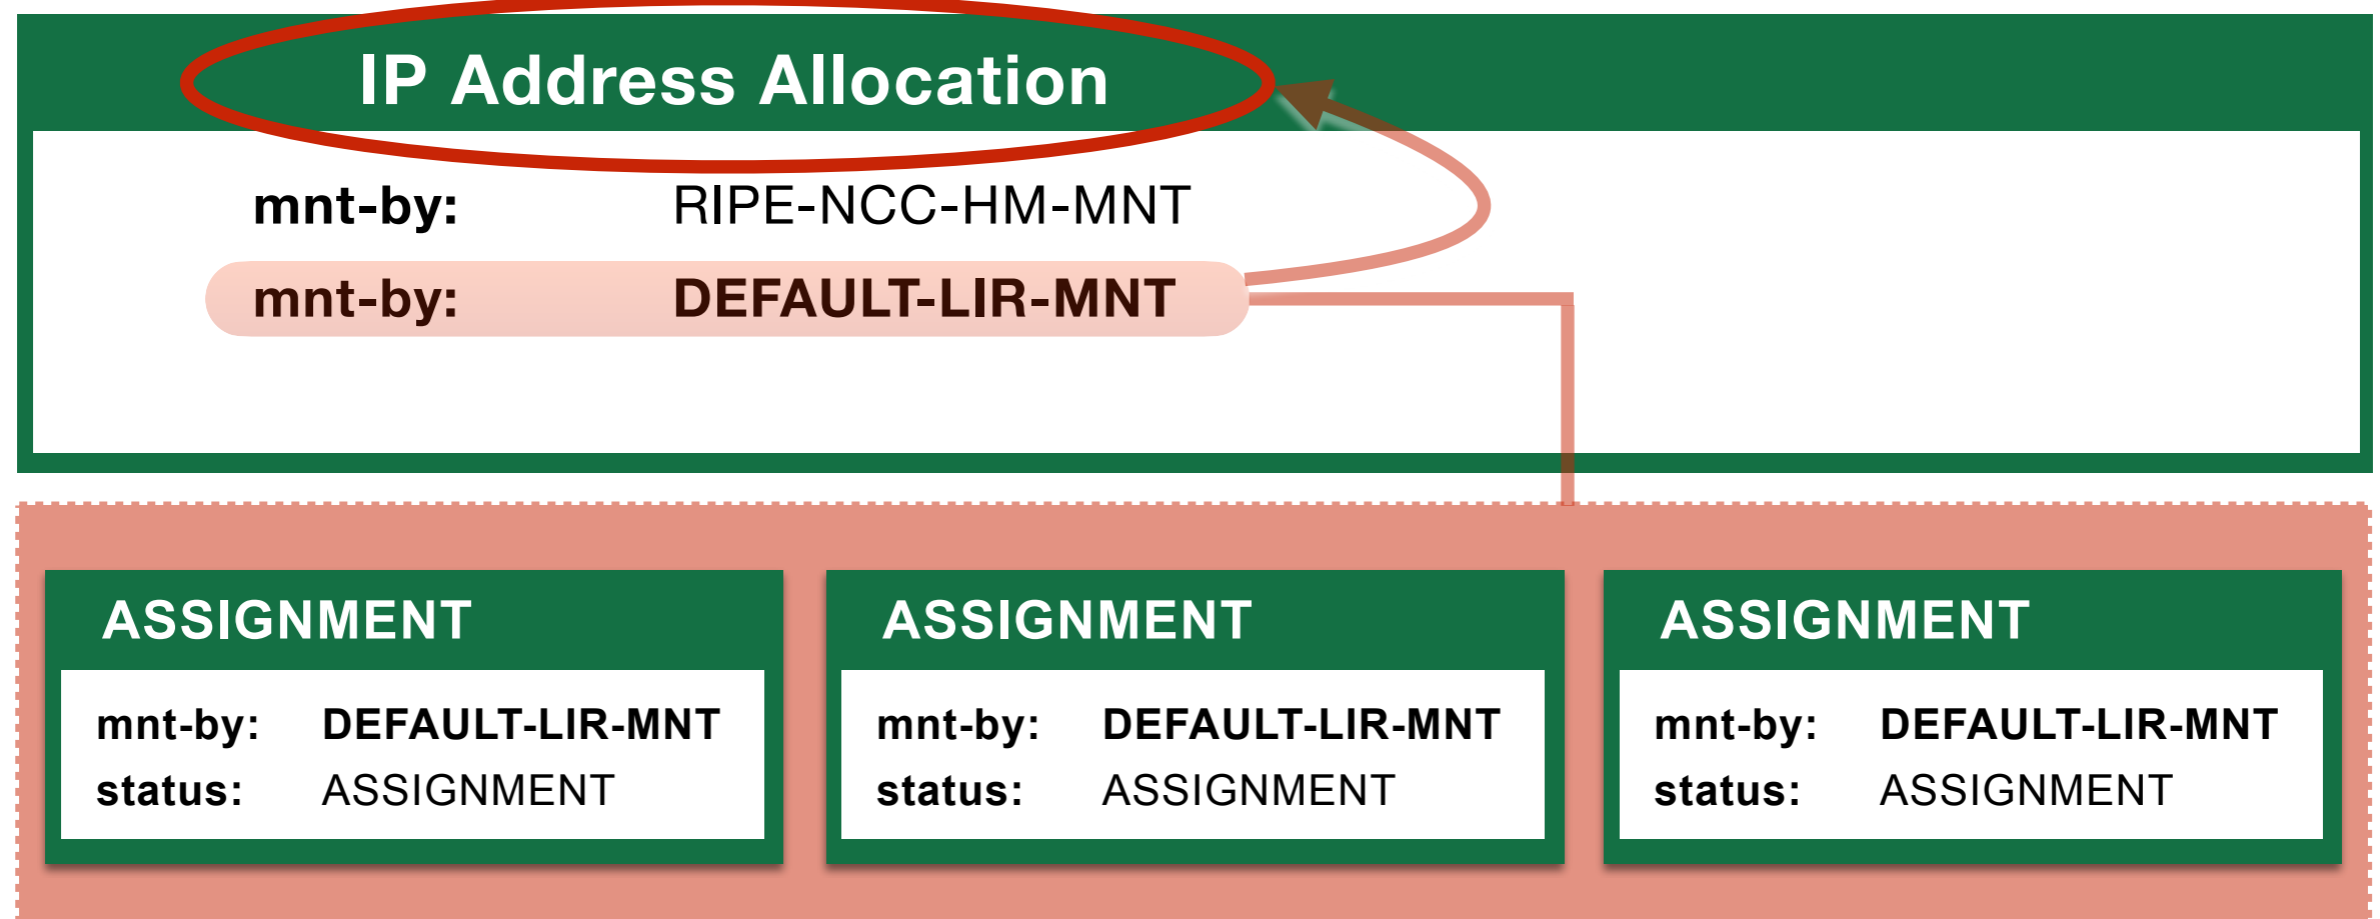 IP Address Allocation
mnt-by: RIPE-NCC-HM-MNT
mnt-by: DEFAULT-LIR-MNT
ASSIGNMENT
mnt-by: DEFAULT-LIR-MNT
status: ASSIGNMENT
ASSIGNMENT
mnt-by: DEFAULT-LIR-MNT
status: ASSIGNMENT
ASSIGNMENT
mnt-by: DEFAULT-LIR-MNT
status: ASSIGNMENT